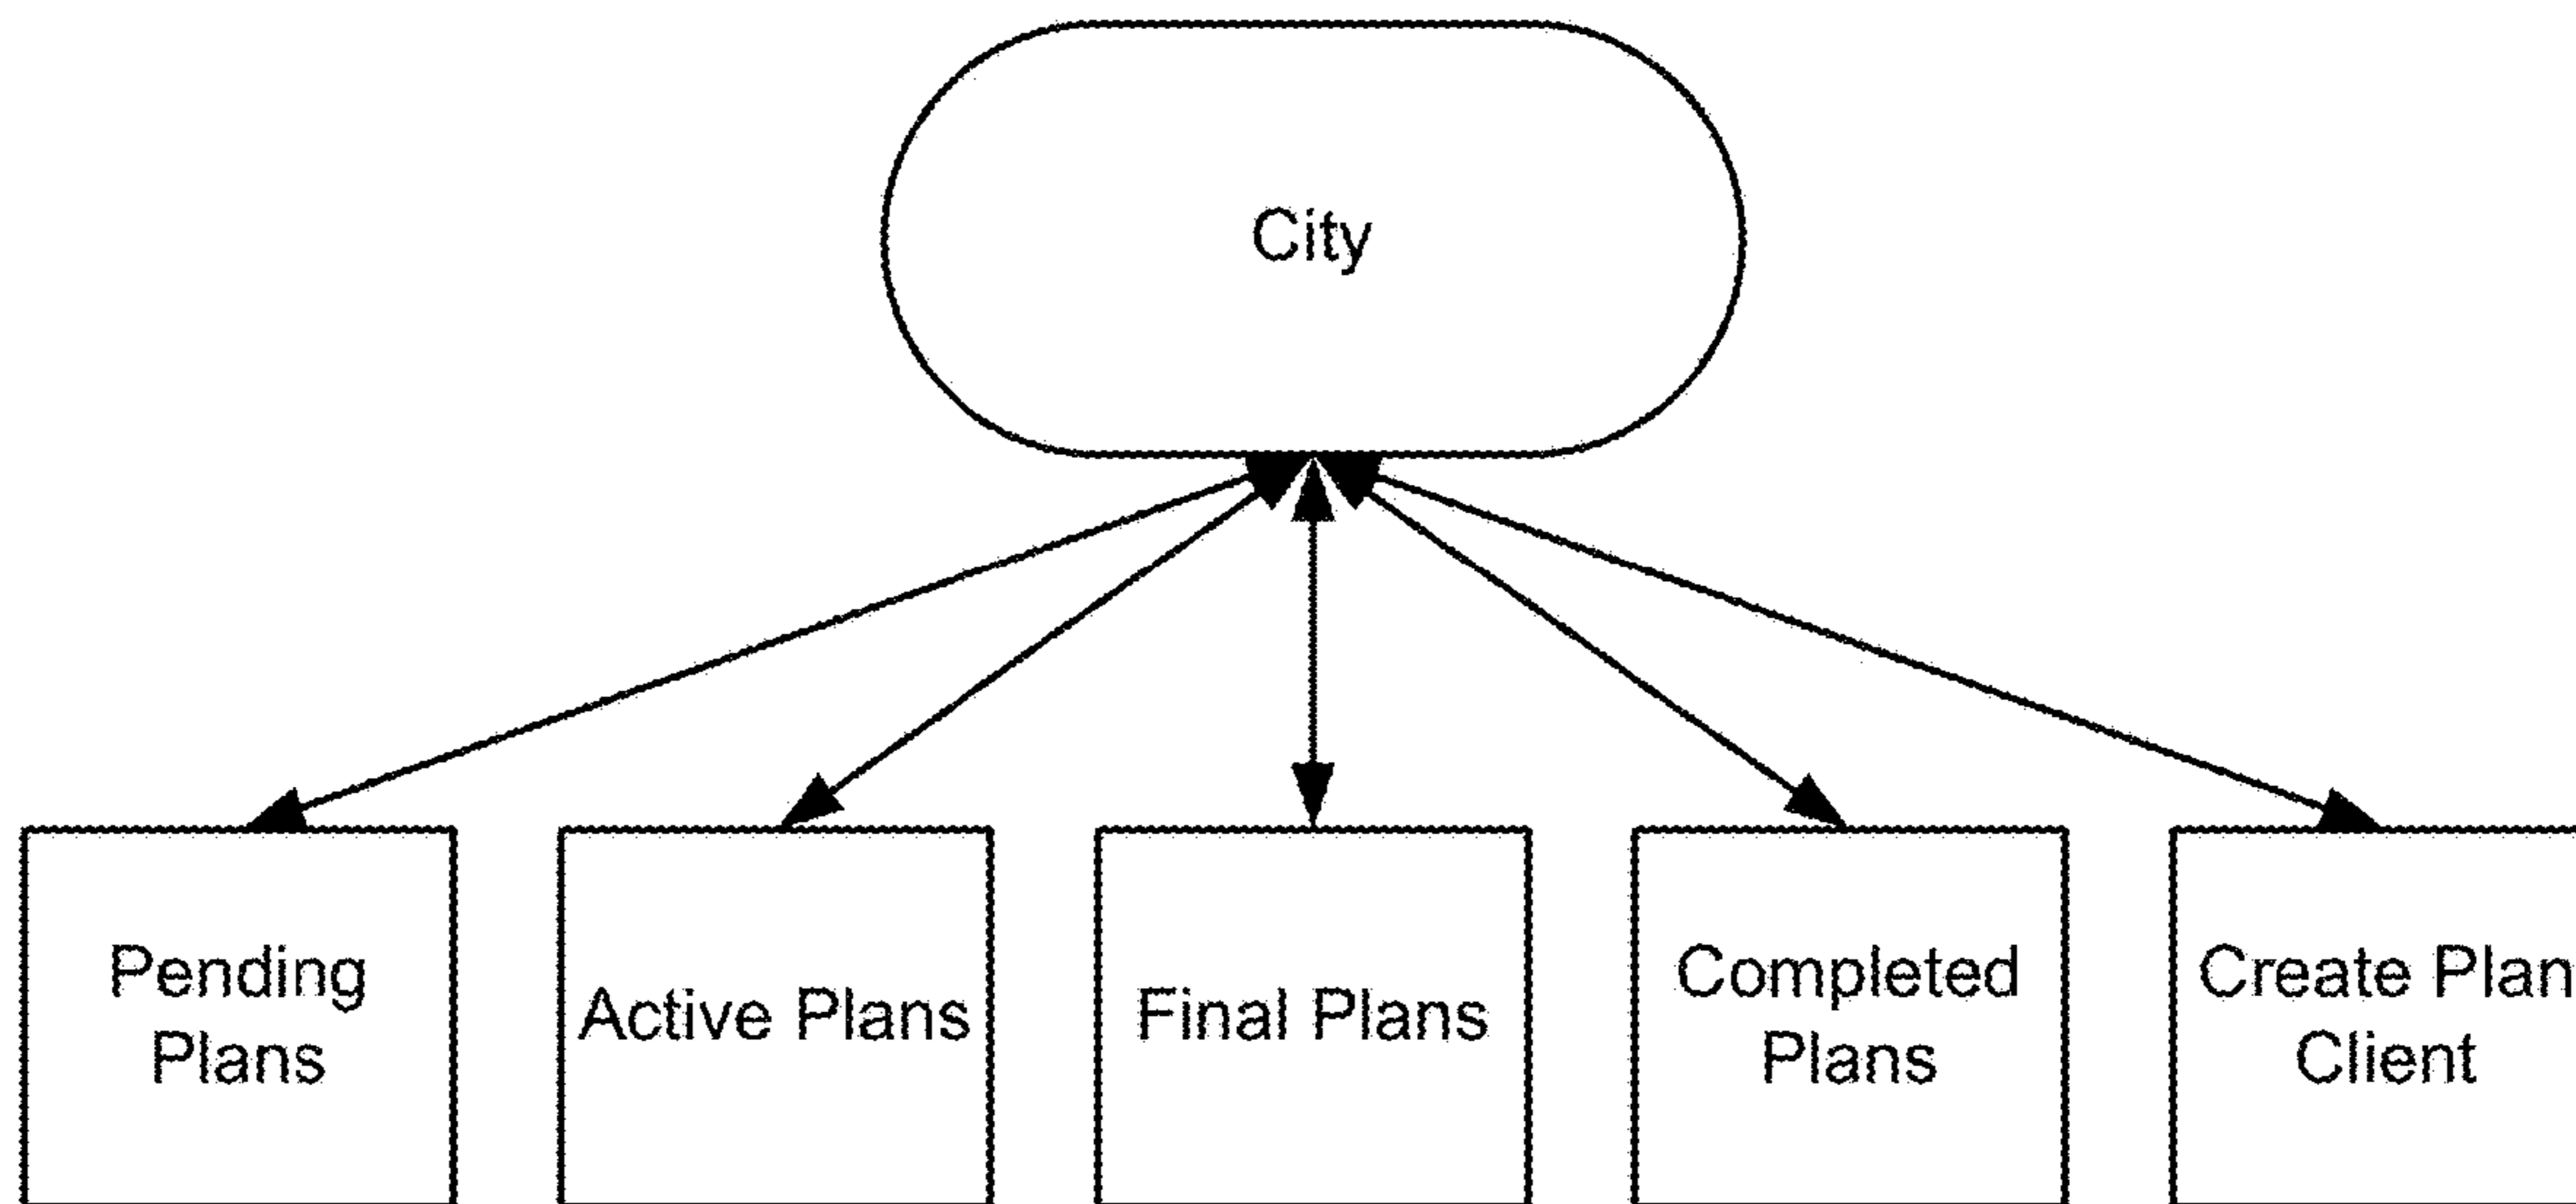 City
Pending
Plans
Active Plans
Final Plans
Completed
Plans
Create Plan
Client